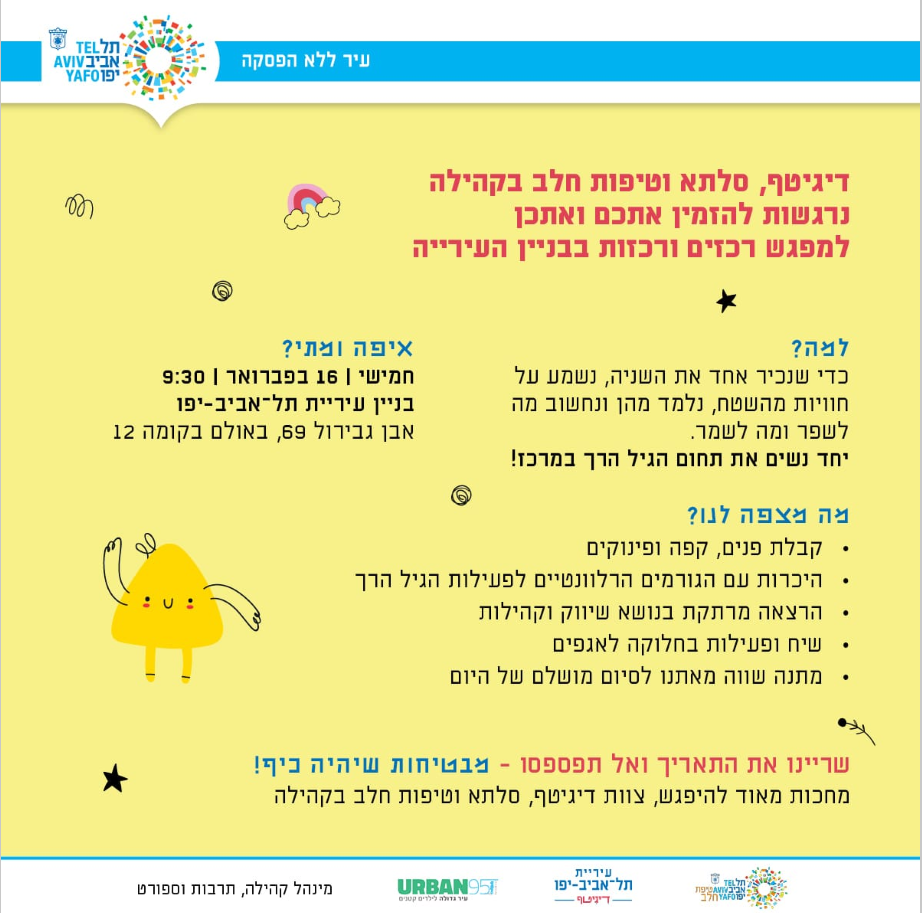 תל
TEL
אביב
AVIV
יפו
YAFO
עיר ללא הפסקה
דיגיטף, סלתא וטיפות חלב בקהילה
נרגשות להזמין אתכם ואתכן
למפגש רכזים ורכזות בבניין העירייה
למה?
כדי שנכיר אחד את השניה, נשמע על
חוויות מהשטח, נלמד מהן ונחשוב מה
לשפר ומה לשמר.
יחד נשים את תחום הגיל הרך במרכז!
איפה ומתי?
חמישי | 16 בפברואר | 9:30
בניין עיריית תל-אביב-יפו
אבן גבירול 69, באולם בקומה 12
מה מצפה לנו?
• קבלת פנים, קפה ופינוקים
• היכרות עם הגורמים הרלוונטיים לפעילות הגיל הרך
• הרצאה מרתקת בנושא שיווק וקהילות
• שיח ופעילות בחלוקה לאגפים
• מתנה שווה מאתנו לסיום מושלם של היום
שריינו את התאריך ואל תפספסו - מבטיחות שיהיה כיף!
מחכות מאוד להיפגש, צוות דיגיטף, סלתא וטיפות חלב בקהילה
תל
TEL
אביב
AVIV
יפו
YAFO
טיפת
חלב
עיריית
תל-אביב-יפו
דיגיטף
URBAN95
עיר גדולה לילדים קטנים
מינהל קהילה, תרבות וספורט